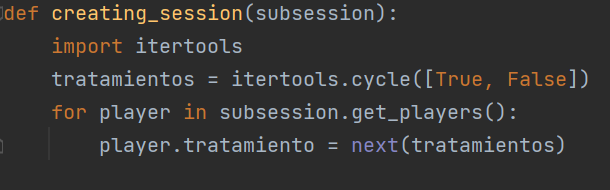 def creating_session(subsession):
    import itertools
    tratamientos = itertools.cycle([True, False])
    for player in subsession.get_players():
        player.tratamiento = next(tratamientos)